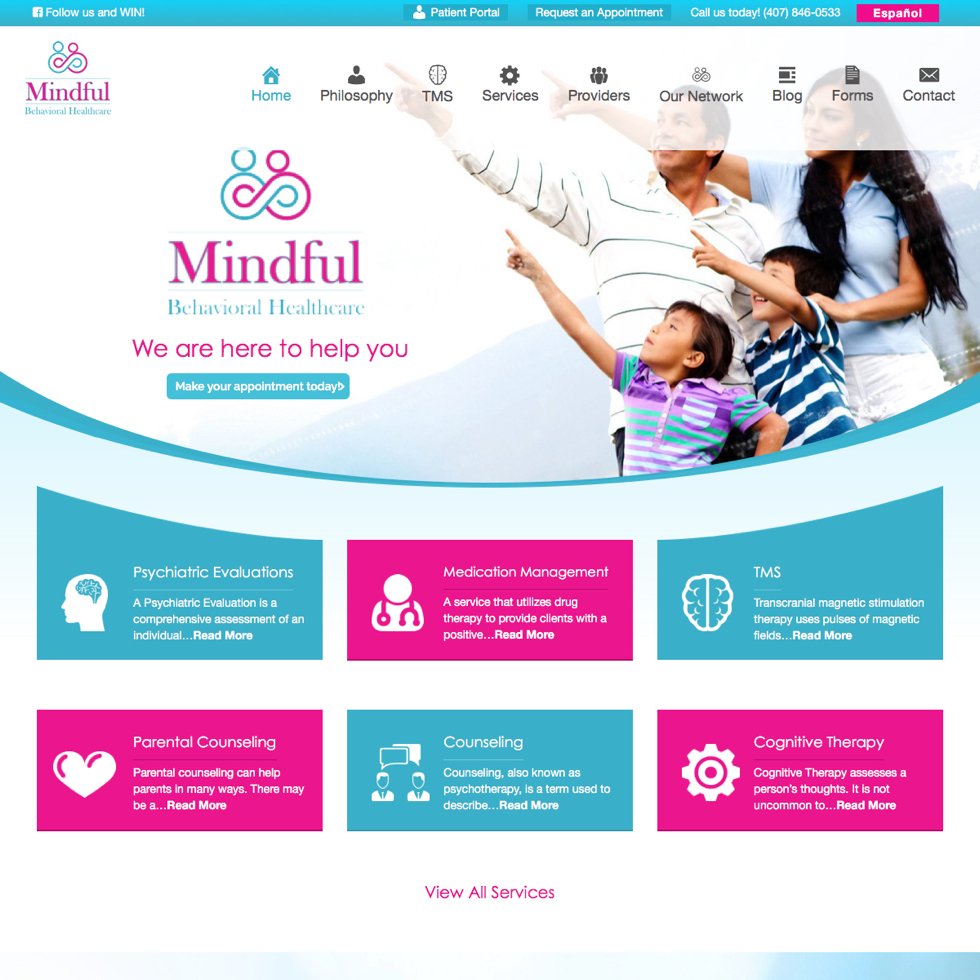 Follow us and WIN!
Patient Portal
Request an Appointment
Call us today! (407) 846-0533
Español
Mindful
Behavioral Healthcare
Home
Philosophy
TMS
Services
Providers
Our Network
Blog
Forms
Contact
Mindful
Behavioral Healthcare
We are here to help you
Make your appointment today!
Psychiatric Evaluations
A Psychiatric Evaluation is a
comprehensive assessment of an
individual...Read More
Medication Management
A service that utilizes drug
therapy to provide clients with a
positive...Read More
TMS
Transcranial magnetic stimulation
therapy uses pulses of magnetic
fields...Read More
Parental Counseling
Parental counseling can help
parents in many ways. There may
be a...Read More
Counseling
Counseling, also known as
psychotherapy, is a term used to
describe...Read More
Cognitive Therapy
Cognitive Therapy assesses a
person's thoughts. It is not
uncommon to...Read More
View All Services